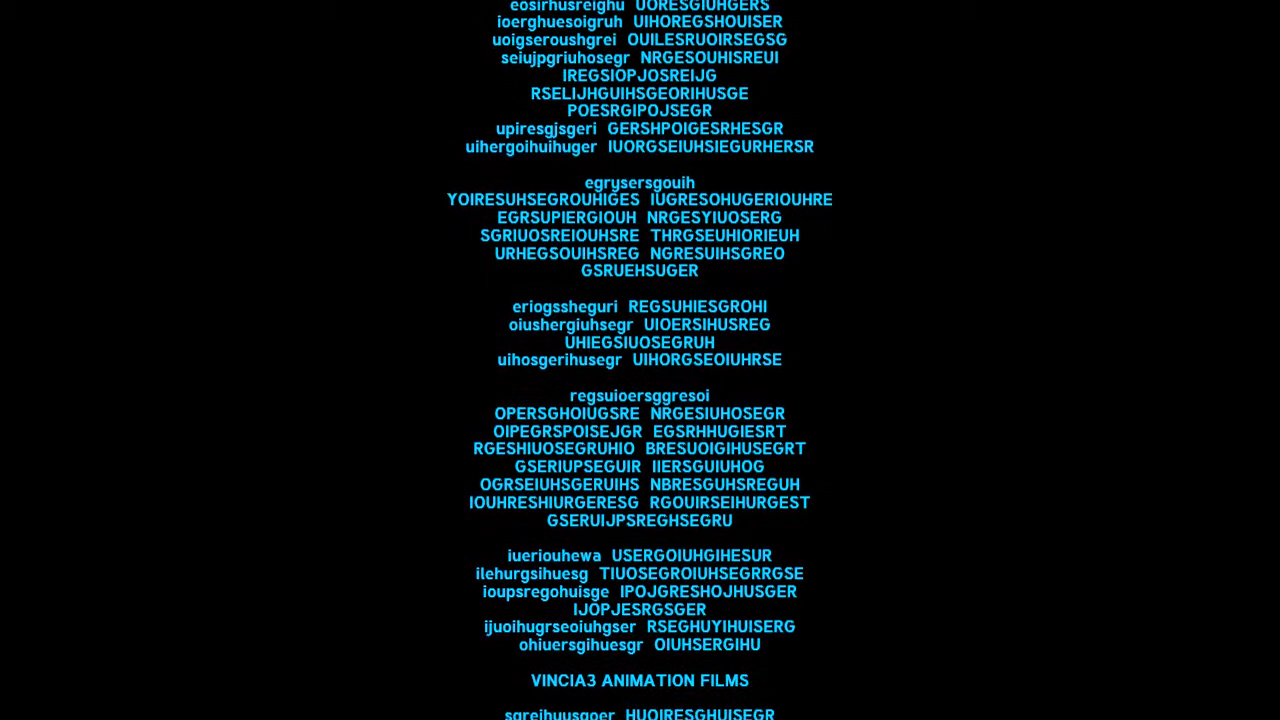 eosirhusreighu UORESGIUHGERS
ioerghuesoigruh UIHOREGSHOUISER
uoigseroushgrei OUILESRUOIRSEGSG
seiujpgriuhosegr NRGESOUHISREUI
IREGSIOPJOSREIJG
RSELIJHGUIHSGEORIHUSGE
POESRGIPOJSEGR
upiresgjsgeri GERSHPOIGESRHESGR
uihergoihuihuger IUORGSEIUHSIEGURHERSR
egrysersgouih
YOIRESUHSEGROUHIGES IUGRESOHUGERIOUHRE
EGRSUPIERGIOUH NRGESYIUOSERG
SGRIUOSREIOUHSRE THRGSEUHIORIEUH
URHEGSOUIHSREG NGRESUIHSGREO
GSRUEHSUGER
eriogssheguri REGSUHIESGROHI
oiushergiuhsegr UIOERSIHUSREG
UHIEGSIUOSEGRUH
uihosgerihusegr UIHORGSEOIUHRSE
regsuioersggresoi
OPERSGHOIUGSRE NRGESIUHOSEGR
OIPEGRSPOISEJGR EGSRHHUGIESRT
RGESHIUOSEGRUHIO BRESUOIGIHUSEGRT
GSERIUPSEGUIR IIERSGUIUHOG
OGRSEIUHSGERUIHS NBRESGUHSREGUH
IOUHRESHIURGERESG RGOUIRSEIHURGEST
GSERUIJPSREGHSEGRU
iueriouhewa USERGOIUHGIHESUR
ilehurgsihuesg TIUOSEGROIUHSEGRRGSE
ioupsregohuisge IPOJGRESHOJHUSGER
IJOPJESRGSGER
ijuoihugrseoiuhgser RSEGHUYIHUISERG
ohiuersgihuesgr OIUHSERGIHU
VINCIA3 ANIMATION FILMS
sgreihuusgoer HUOIRESGHUISEGR